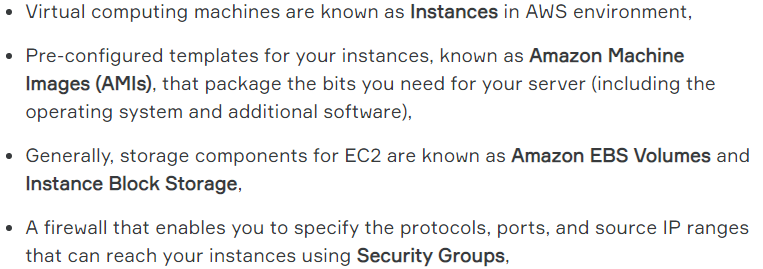 • Virtual computing machines are known as Instances in AWS environment,
• Pre-configured templates for your instances, known as Amazon Machine
Images (AMIs), that package the bits you need for your server (including the
operating system and additional software),
• Generally, storage components for EC2 are known as Amazon EBS Volumes and
Instance Block Storage,
• A firewall that enables you to specify the protocols, ports, and source IP ranges
that can reach your instances using Security Groups,